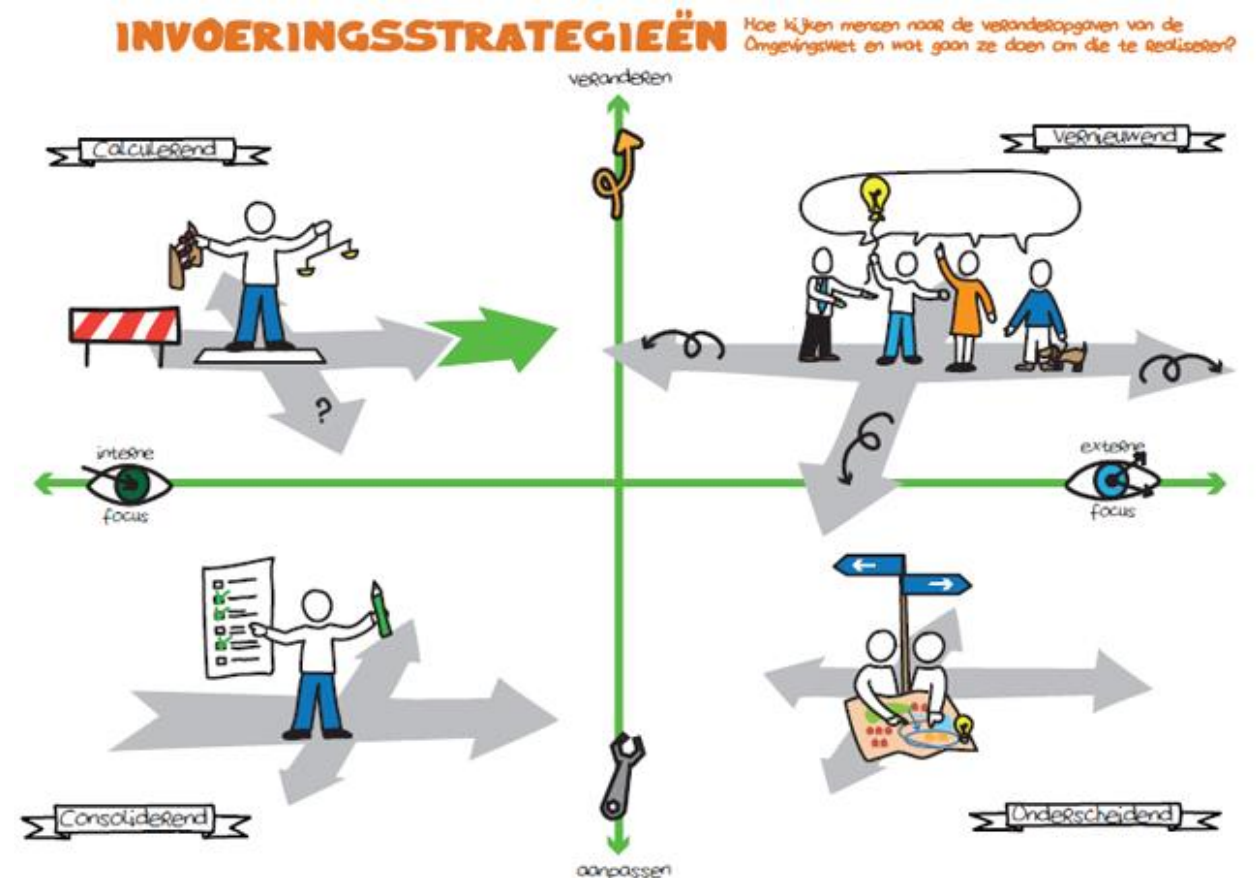 INVOERINGSSTRATEGIEËN
Hoe kijken mensen naar de veranderopgaven van de
Omgevingswet en wat gaan ze doen om die te realiseren?
veranderen
Calculerend
Vernieuwend
?
interne
focus
externe
focus
Consoliderend
Onderscheidend
aanpassen